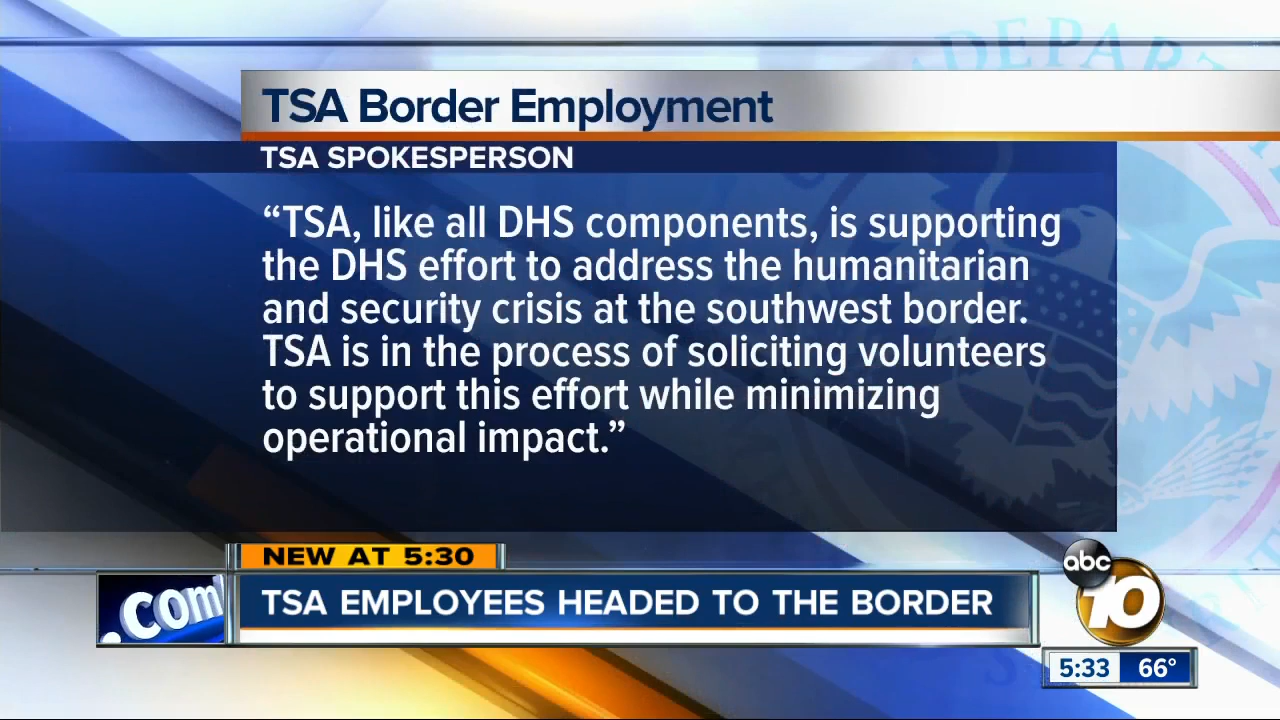 DEPAR
TSA Border Employment
TSA SPOKESPERSON
“TSA, like all DHS components, is supporting
the DHS effort to address the humanitarian
and security crisis at the southwest border.
TSA is in the process of soliciting volunteers
to support this effort while minimizing
operational impact.”
NEW AT 5:30
.com
TSA EMPLOYEES HEADED TO THE BORDER
abc
10
5:33 66°